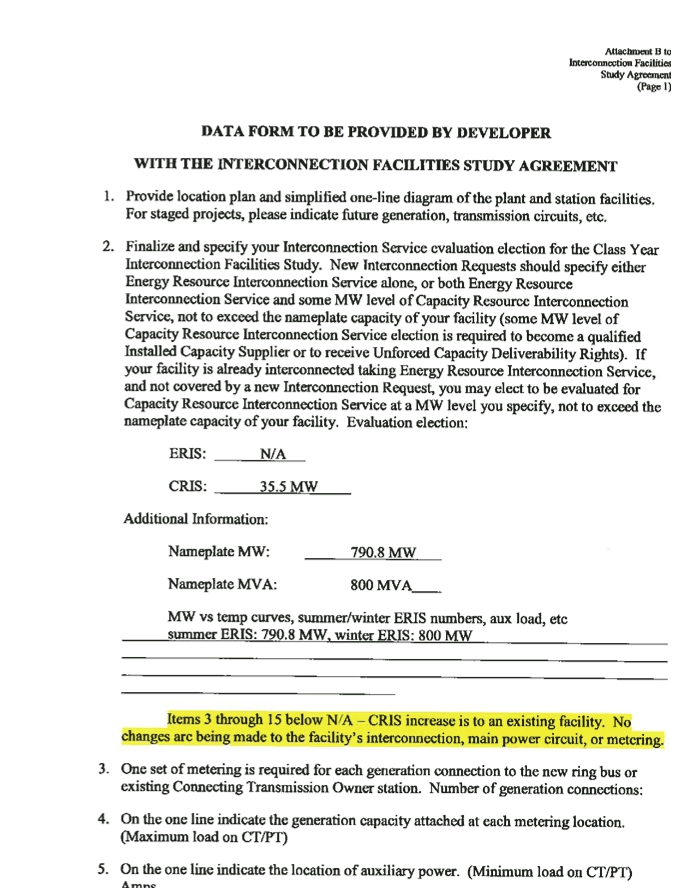 Attachment B to
Interconnection Facilities
Study Agreement
(Page 1)
DATA FORM TO BE PROVIDED BY DEVELOPER
WITH THE INTERCONNECTION FACILITIES STUDY AGREEMENT
1. Provide location plan and simplified one-line diagram of the plant and station facilities.
For staged projects, please indicate future generation, transmission circuits, etc.
2. Finalize and specify your Interconnection Service evaluation election for the Class Year
Interconnection Facilities Study. New Interconnection Requests should specify either
Energy Resource Interconnection Service alone, or both Energy Resource
Interconnection Service and some MW level of Capacity Resource Interconnection
Service, not to exceed the nameplate capacity of your facility (some MW level of
Capacity Resource Interconnection Service election is required to become a qualified
Installed Capacity Supplier or to receive Unforced Capacity Deliverability Rights). If
your facility is already interconnected taking Energy Resource Interconnection Service,
and not covered by a new Interconnection Request, you may elect to be evaluated for
Capacity Resource Interconnection Service at a MW level you specify, not to exceed the
nameplate capacity of your facility. Evaluation election:
ERIS: N/A
CRIS: 35.5 MW
Additional Information:
Nameplate MW: 790.8 MW
Nameplate MVA: 800 MVA
MW vs temp curves, summer/winter ERIS numbers, aux load, etc
summer ERIS: 790.8 MW, winter ERIS: 800 MW
Items 3 through 15 below N/A – CRIS increase is to an existing facility. No
changes are being made to the facility's interconnection, main power circuit, or metering.
3. One set of metering is required for each generation connection to the new ring bus or
existing Connecting Transmission Owner station. Number of generation connections:
4. On the one line indicate the generation capacity attached at each metering location.
(Maximum load on CT/PT)
5. On the one line indicate the location of auxiliary power. (Minimum load on CT/PT)
Amps